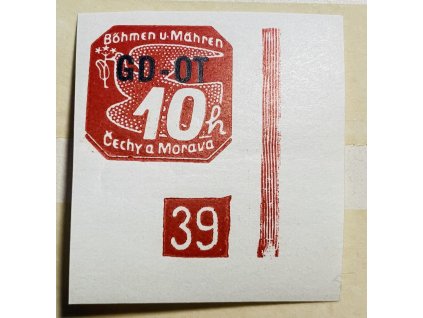 Böhmen u. Mähren
GD-OT
10h
Čechy a Morava
39